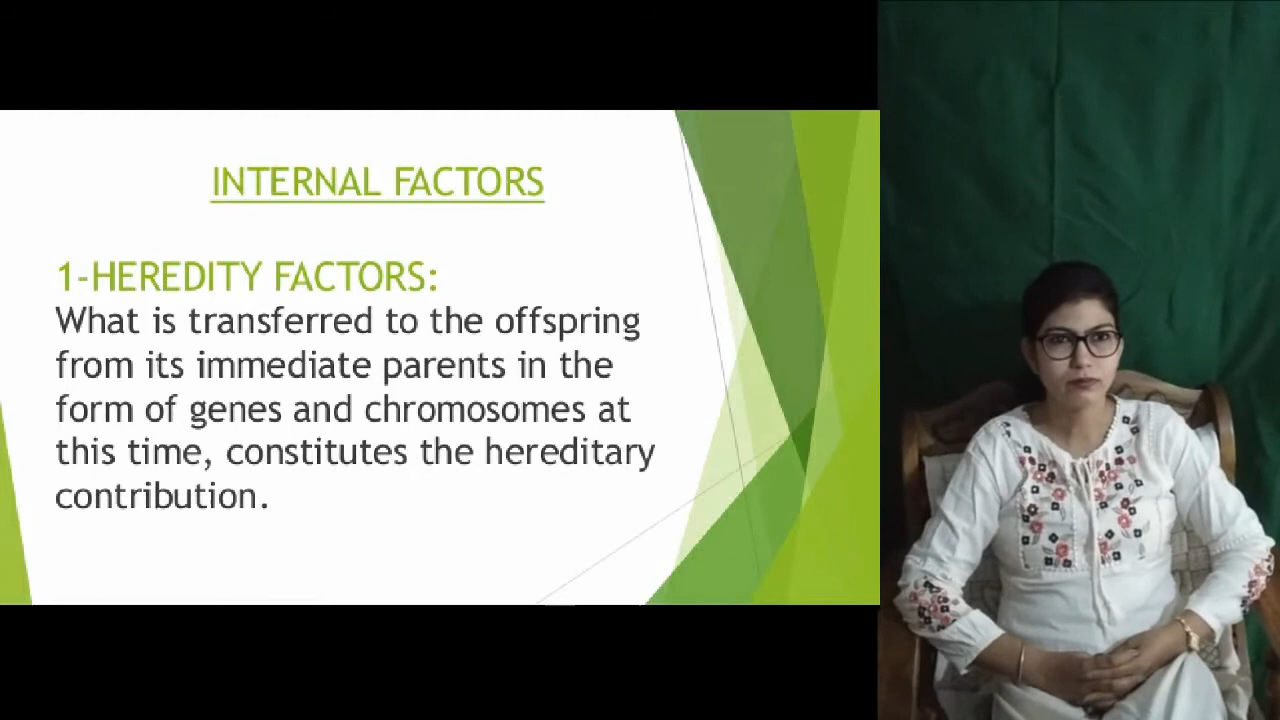 INTERNAL FACTORS
1-HEREDITY FACTORS:
What is transferred to the offspring
from its immediate parents in the
form of genes and chromosomes at
this time, constitutes the hereditary
contribution.